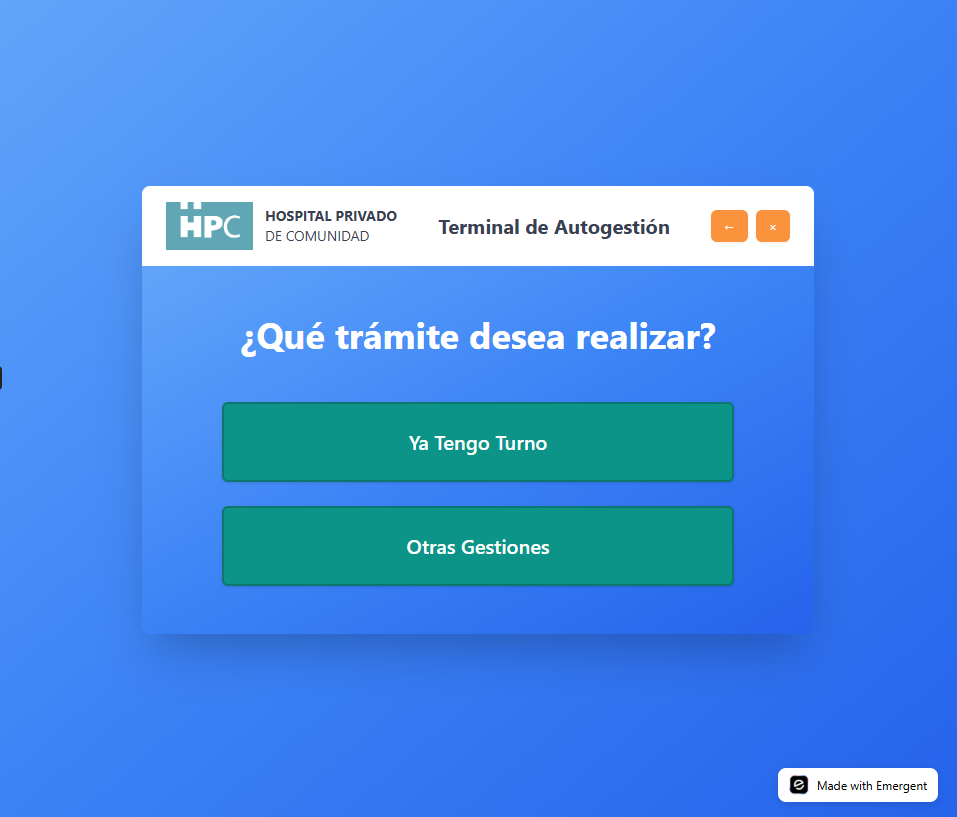 HPC
HOSPITAL PRIVADO
DE COMUNIDAD
Terminal de Autogestión
←
×
¿Qué trámite desea realizar?
Ya Tengo Turno
Otras Gestiones
Made with Emergent